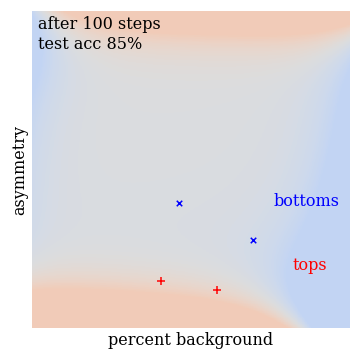 after 100 steps
test acc 85%
asymmetry
bottoms
tops
percent background